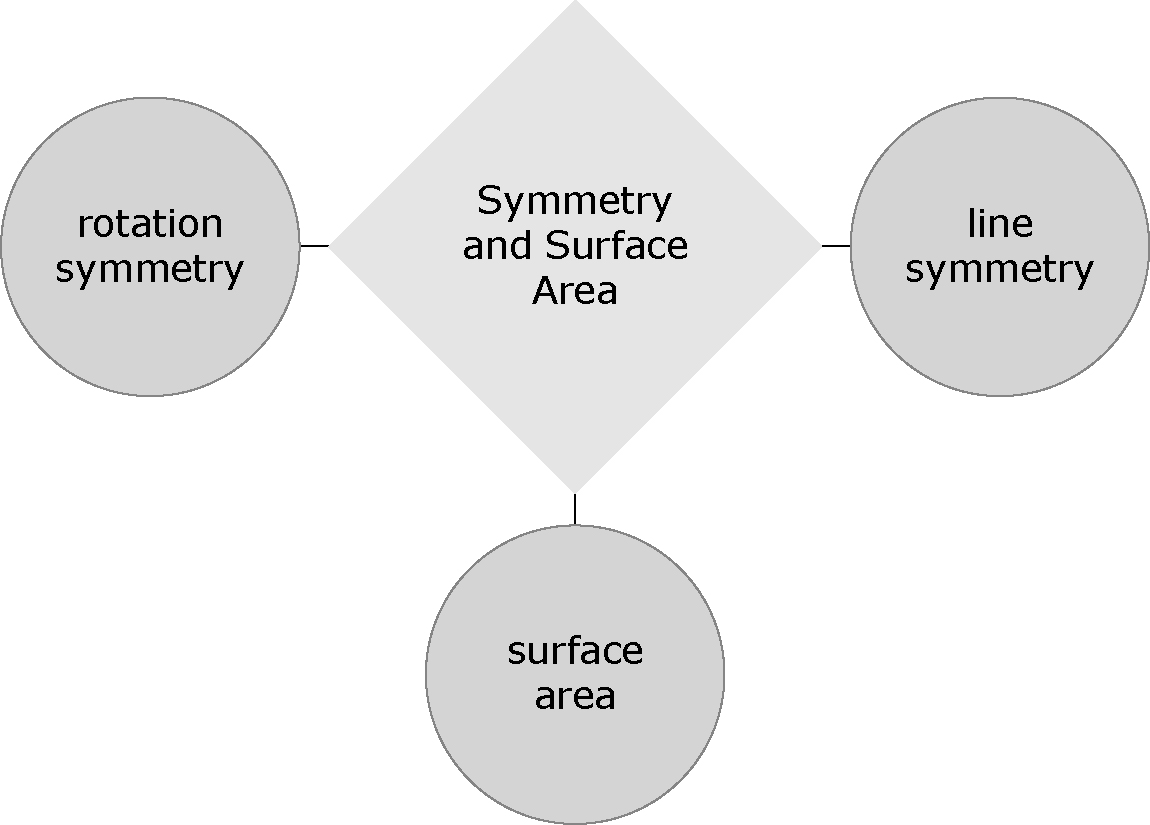 Symmetry
and Surface
Area
rotation
symmetry
line
symmetry
surface
area